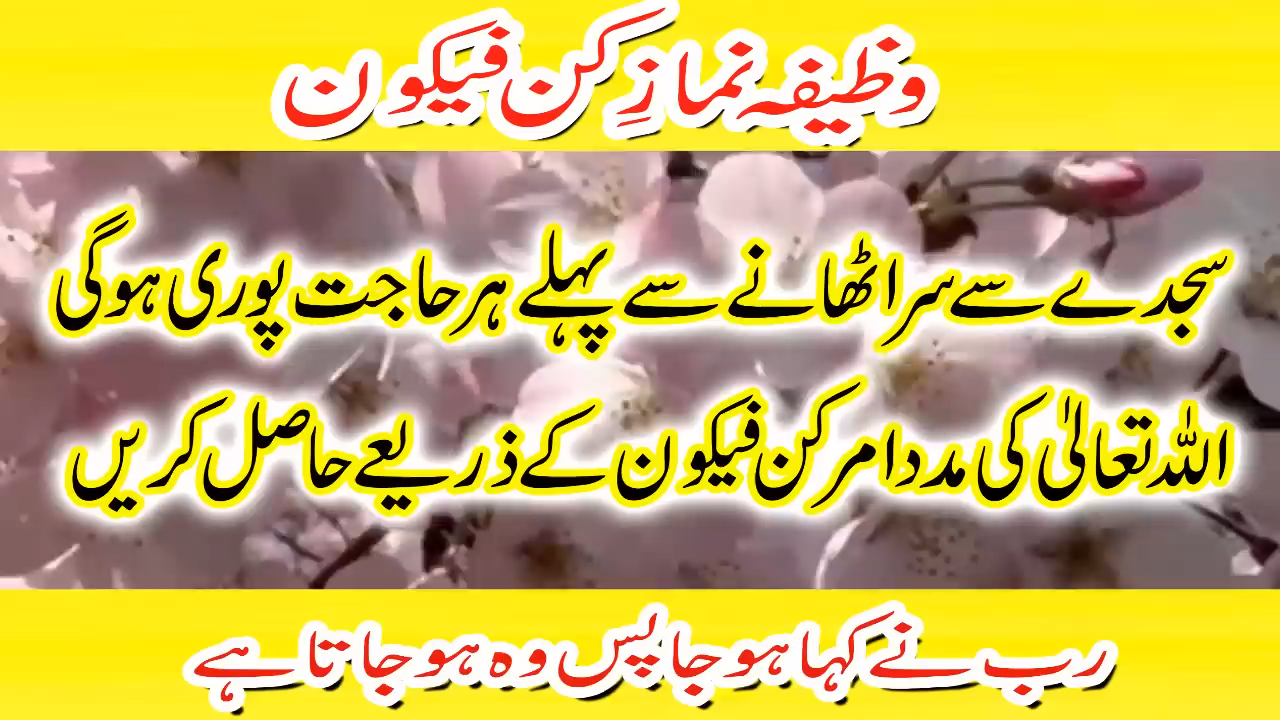 وظیفہ نمازِ کن فیکون
سجدے سے سر اٹھانے سے پہلے ہر حاجت پوری ہوگی
اللہ تعالیٰ کی مدد امر کن فیکون کے ذریعے حاصل کریں
رب نے کہا ہو جا پس وہ ہو جاتا ہے